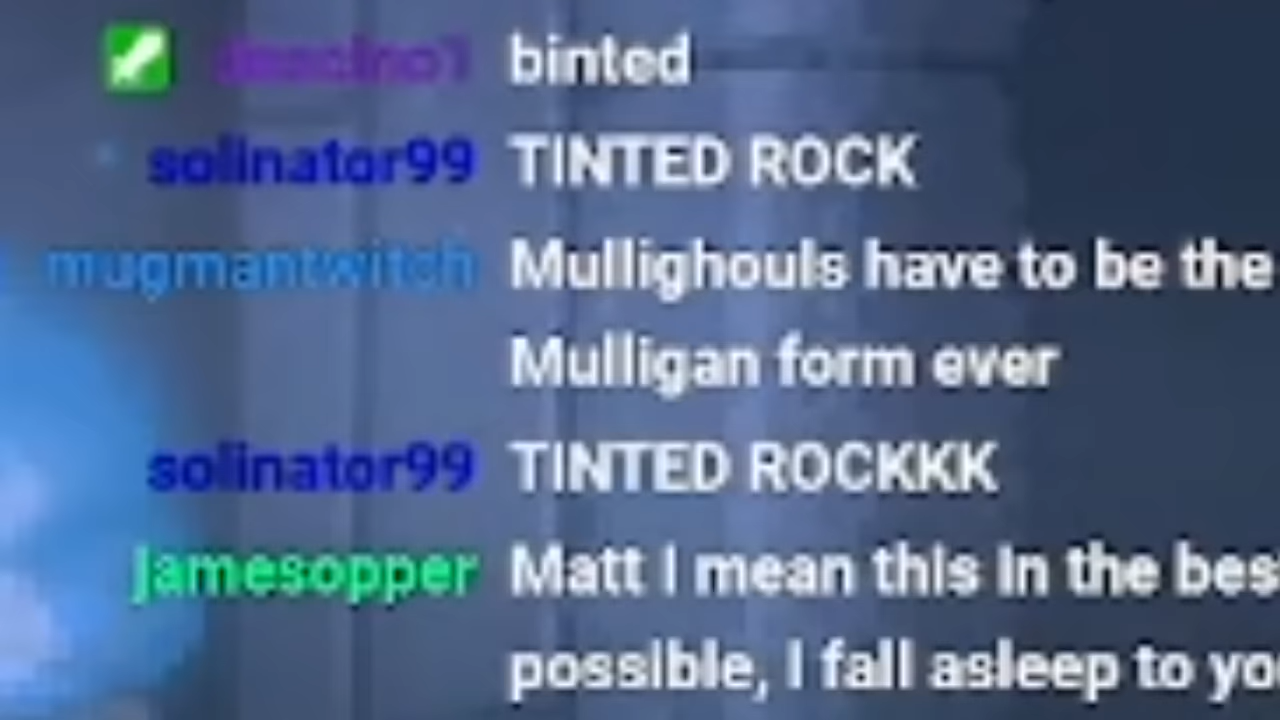 binted
solinator99 TINTED ROCK
mugmantwitch Mullighouls have to be the
Mulligan form ever
solinator99 TINTED ROCKKK
jamesopper Matt I mean this in the bes
possible, I fall asleep to yo